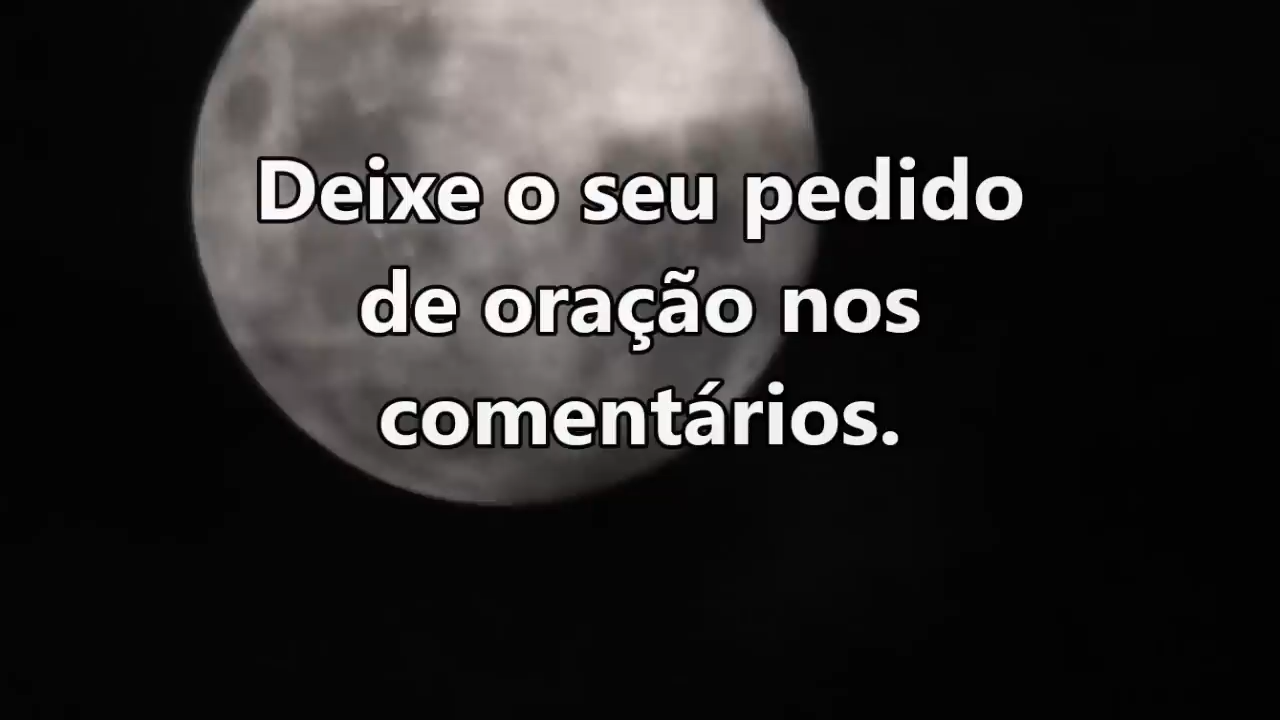 Deixe o seu pedido
de oração nos
comentários.